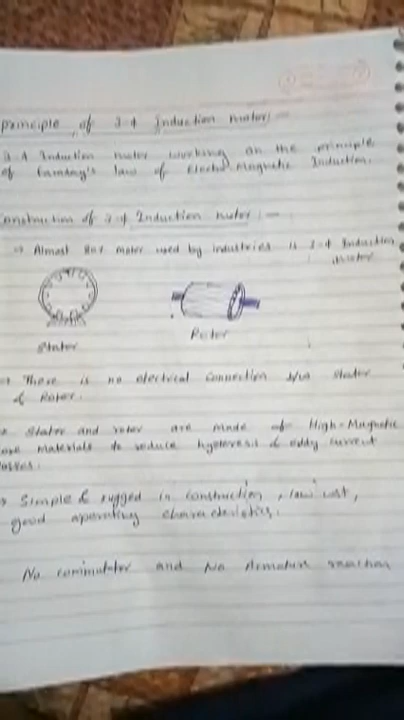 Principle of 3-ϕ Induction motor :-
3-ϕ Induction motor working on the principle
of Faraday's law of Electro-Magnetic Induction.
Construction of 3-ϕ Induction motor :-
→ Almost motor used by industries is 3-ϕ Induction
motor
Stator
Rotor
→ There is no electrical connection b/w stator
& Rotor.
Stator and rotor are made of High-Magnetic
core materials to reduce hysteresis & eddy current
losses.
→ Simple & rugged in construction, low cost,
good operating characteristics.
No commutator and No Armature reaction